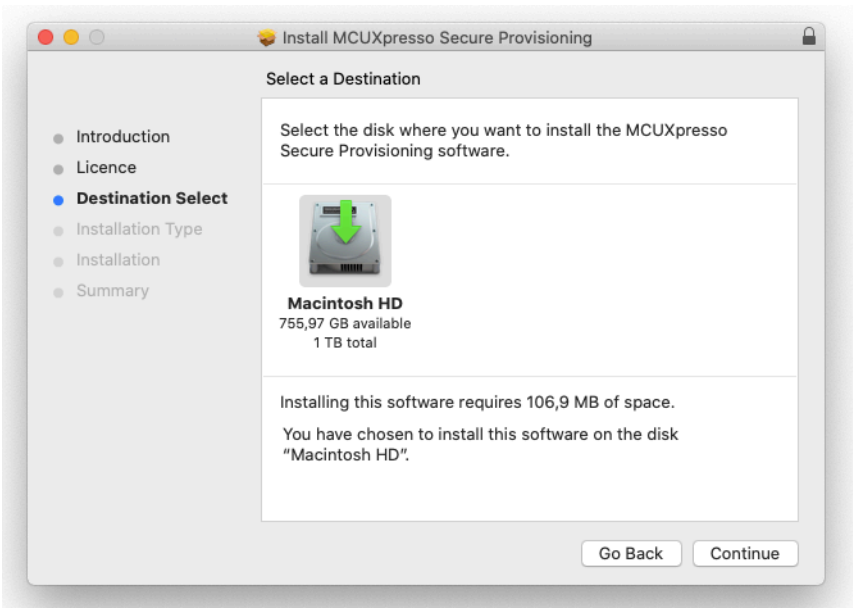 Install MCUXpresso Secure Provisioning
Select a Destination
Introduction
Licence
Destination Select
Installation Type
Installation
Summary
Select the disk where you want to install the MCUXpresso
Secure Provisioning software.
Macintosh HD
755,97 GB available
1 TB total
Installing this software requires 106,9 MB of space.
You have chosen to install this software on the disk
“Macintosh HD”.
Go Back
Continue